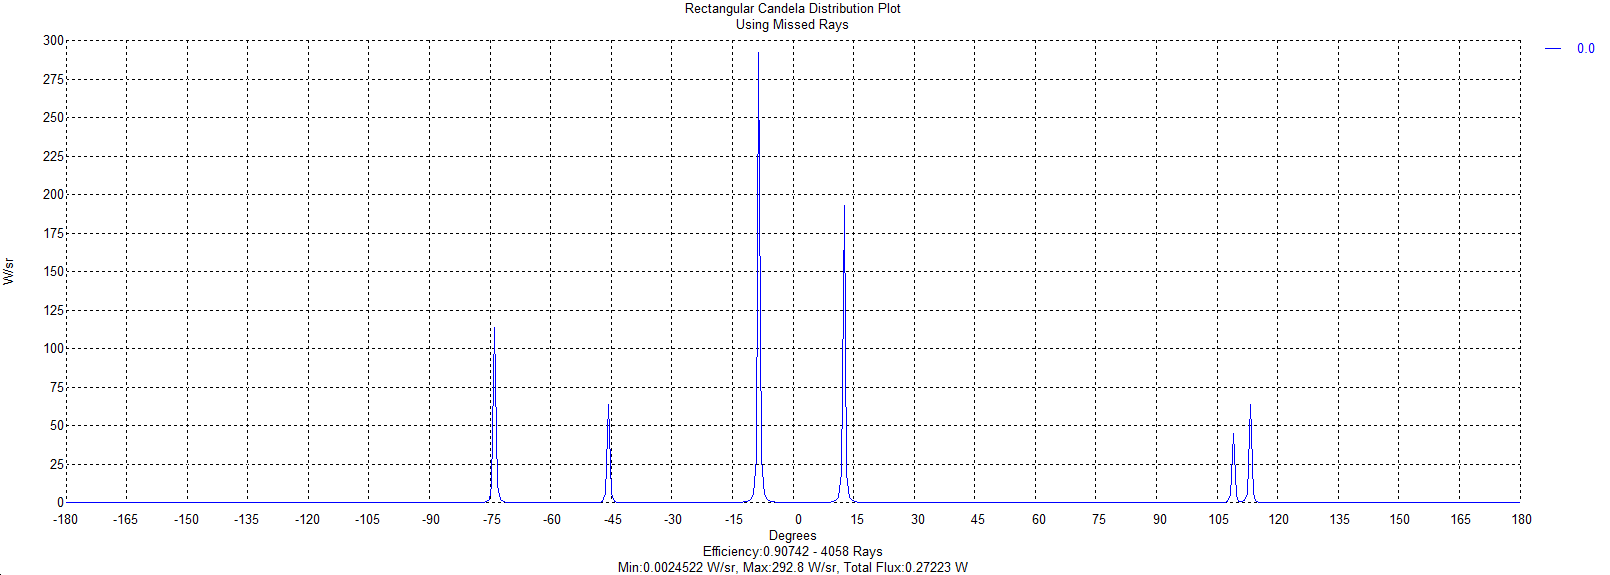 Rectangular Candela Distribution Plot
Using Missed Rays
300
275
250
225
200
175
150
125
100
75
50
25
0
W/sr
0.0
-180 -165 -150 -135 -120 -105 -90 -75 -60 -45 -30 -15 0 15 30 45 60 75 90 105 120 135 150 165 180
Degrees
Efficiency:0.90742 - 4058 Rays
Min:0.0024522 W/sr, Max:292.8 W/sr, Total Flux:0.27223 W